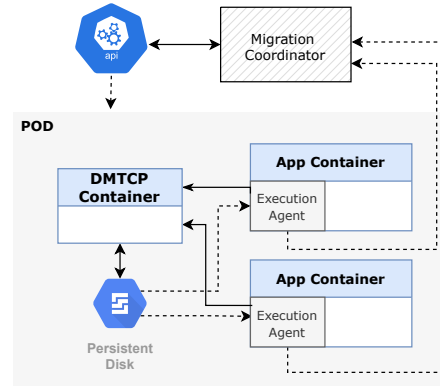 api
Migration
Coordinator
POD
App Container
DMTCP
Container
Execution
Agent
App Container
Execution
Agent
Persistent
Disk